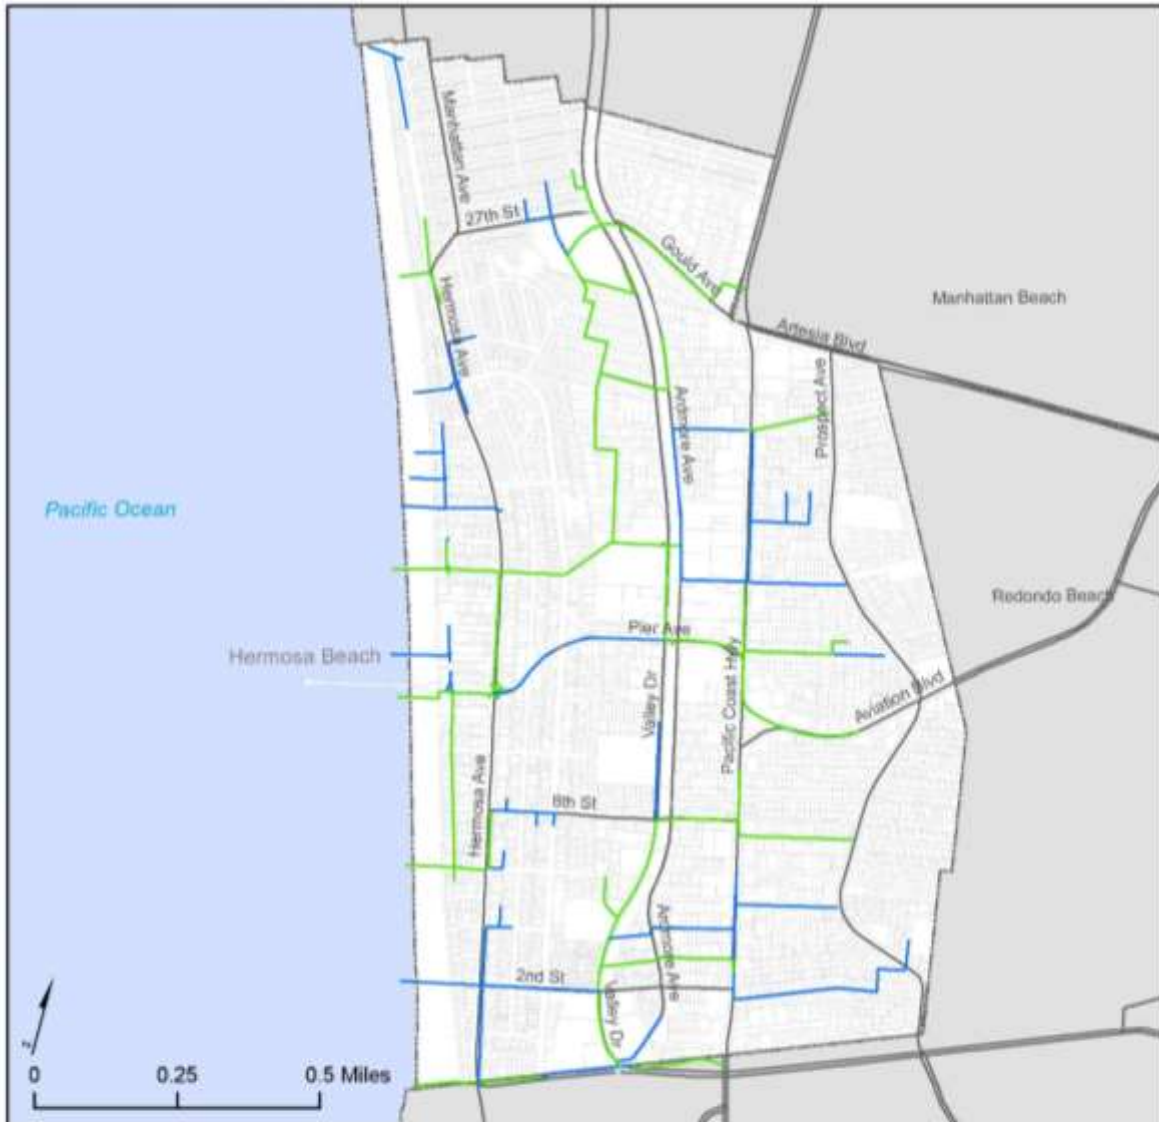 Manhattan Ave
27th St
Gould Ave
Manhattan Beach
Hermosa Ave
Artesia Blvd
Prospect Ave
Ardmore Ave
Pacific Ocean
Redondo Beach
Pier Ave
Hermosa Beach
Valley Dr
Pacific Coast Hwy
Aviation Blvd
Hermosa Ave
8th St
Ardmore Ave
2nd St
Valley Dr
z
0 0.25 0.5 Miles